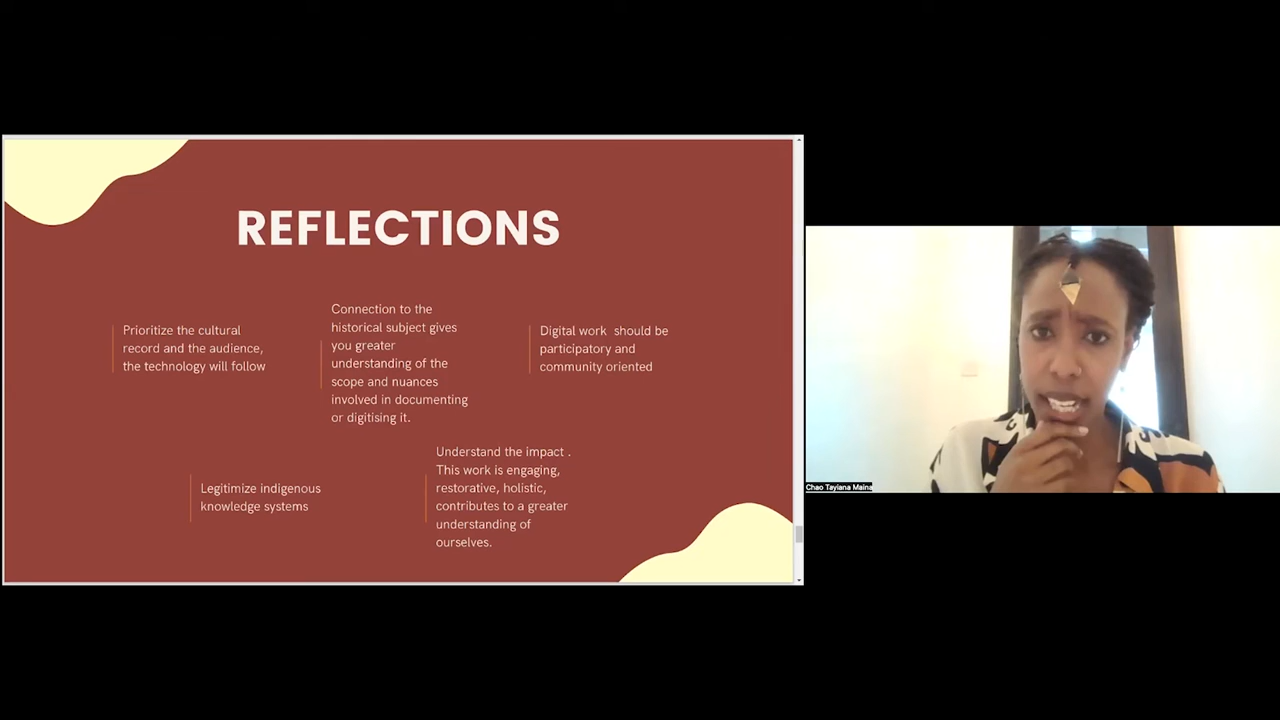 REFLECTIONS
Prioritize the cultural
record and the audience,
the technology will follow
Connection to the
historical subject gives
you greater
understanding of the
scope and nuances
involved in documenting
or digitising it.
Digital work  should be
participatory and
community oriented
Legitimize indigenous
knowledge systems
Understand the impact .
This work is engaging,
restorative, holistic,
contributes to a greater
understanding of
ourselves.
Chao Tayiana Maina